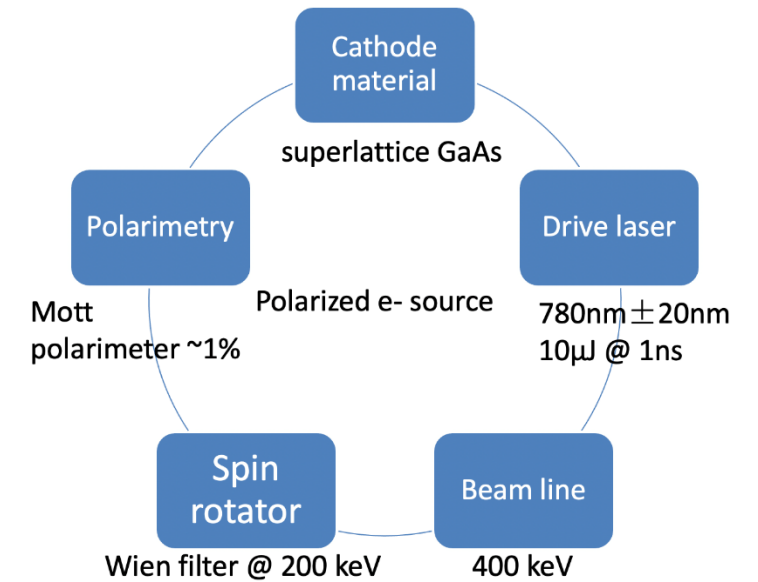 Cathode
material
superlattice GaAs
Polarimetry
Drive laser
Polarized e- source
Mott
polarimeter ~1%
780nm±20nm
10µJ @ 1ns
Spin
rotator
Beam line
Wien filter @ 200 keV
400 keV